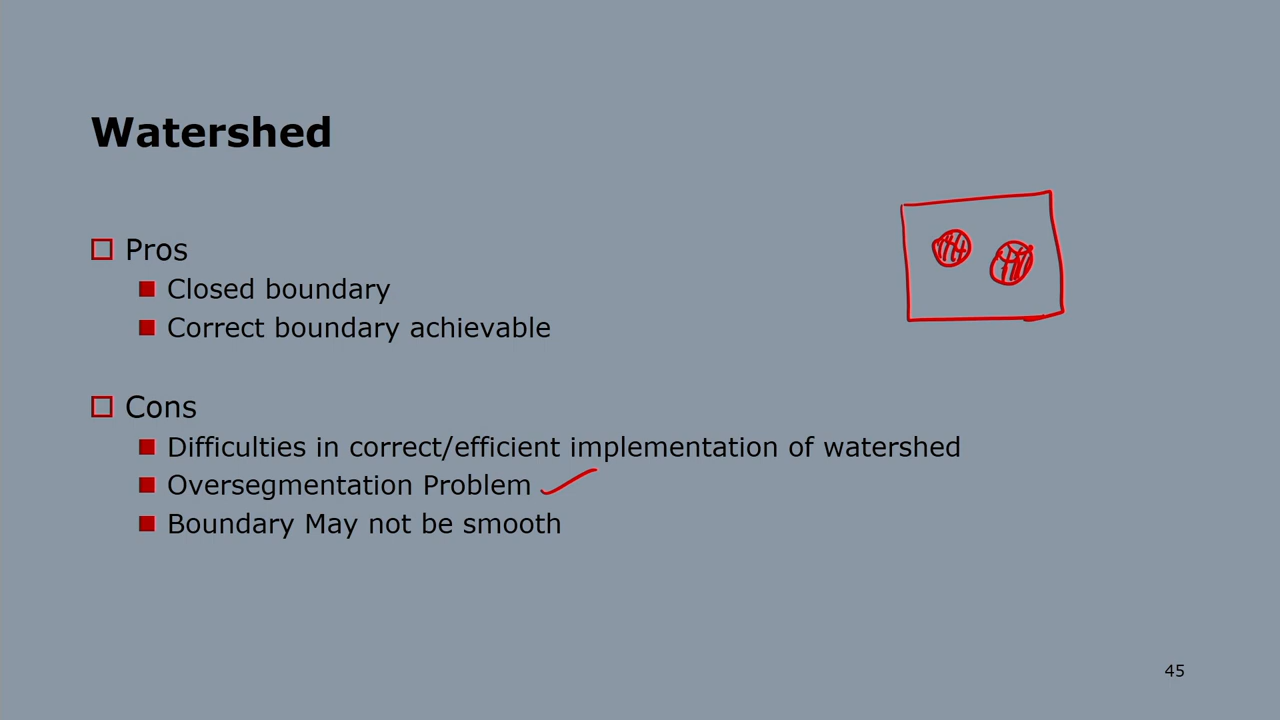 Watershed
Pros
Closed boundary
Correct boundary achievable
Cons
Difficulties in correct/efficient implementation of watershed
Oversegmentation Problem
Boundary May not be smooth
45